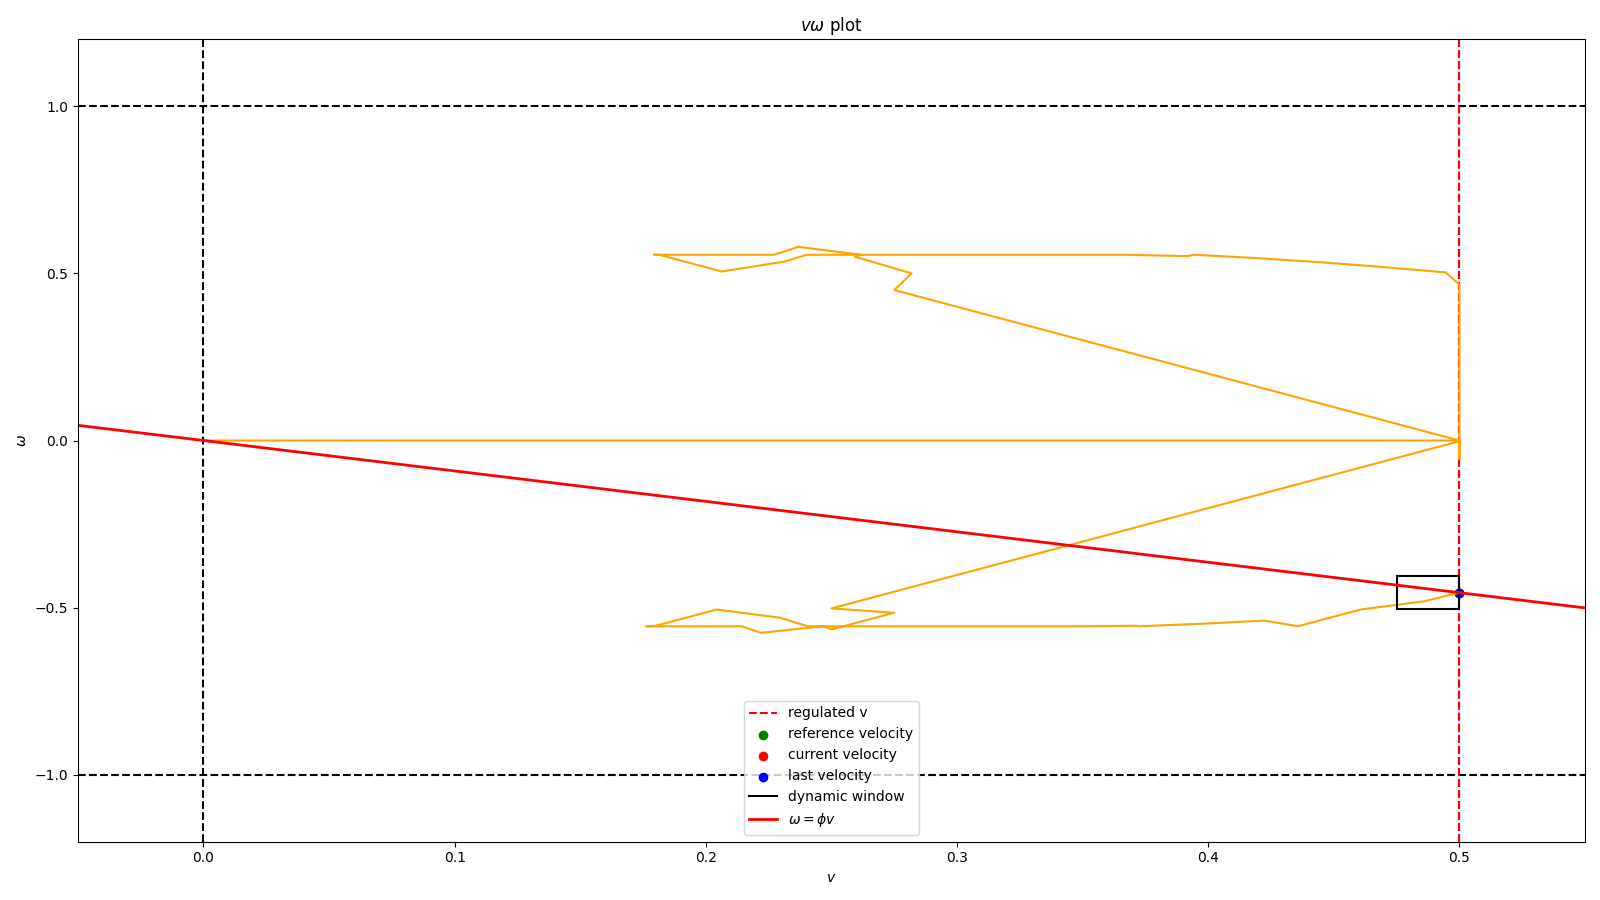 vω plot
1.0
0.5
0.0
−0.5
−1.0
ω
regulated v
reference velocity
current velocity
last velocity
dynamic window
ω = ϕv
0.0 0.1 0.2 0.3 0.4 0.5
v